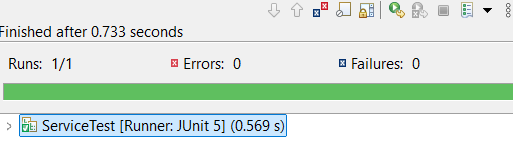 Finished after 0.733 seconds
Runs: 1/1 Errors: 0 Failures: 0
ServiceTest [Runner: JUnit 5] (0.569 s)